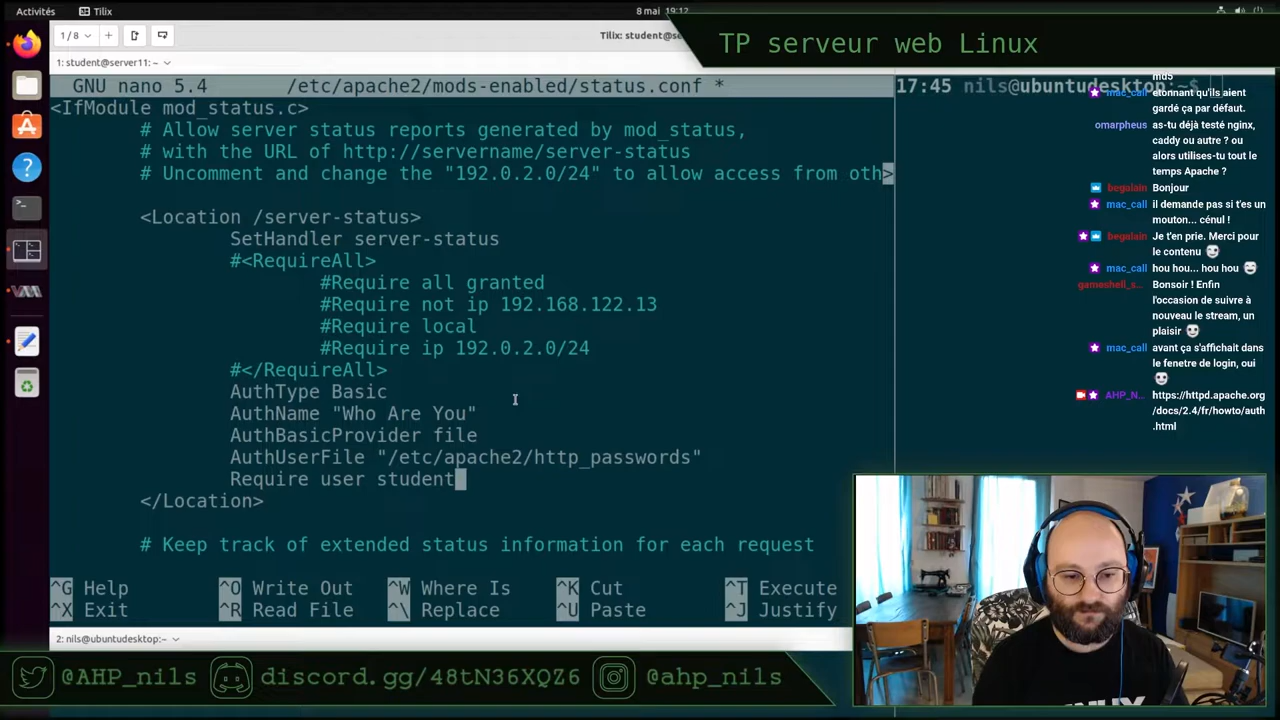 Activités
Tilix
8 mai 19:12
1/8
Tilix: student@se
TP serveur web Linux
1: student@server11: ~
GNU nano 5.4 /etc/apache2/mods-enabled/status.conf *
<IfModule mod_status.c>
# Allow server status reports generated by mod_status,
# with the URL of http://servername/server-status
# Uncomment and change the "192.0.2.0/24" to allow access from oth>
<Location /server-status>
SetHandler server-status
#<RequireAll>
#Require all granted
#Require not ip 192.168.122.13
#Require local
#Require ip 192.0.2.0/24
#</RequireAll>
AuthType Basic
AuthName "Who Are You"
AuthBasicProvider file
AuthUserFile "/etc/apache2/http_passwords"
Require user student
</Location>
# Keep track of extended status information for each request
^G Help ^O Write Out ^W Where Is ^K Cut ^T Execute
^X Exit ^R Read File ^\ Replace ^U Paste ^J Justify
2: nils@ubuntudesktop: ~
17:45 nils@ubuntudesktop:~$
md5
mac_call etonnant qu'ils aient
gardé ça par défaut.
omarpheus as-tu déjà testé nginx,
caddy ou autre ? ou
alors utilises-tu tout le
temps Apache ?
begalain Bonjour
mac_call il demande pas si t'es un
mouton... cénul !
begalain Je t'en prie. Merci pour
le contenu
mac_call hou hou... hou hou
gameshell_s... Bonsoir ! Enfin
l'occasion de suivre à
nouveau le stream, un
plaisir
mac_call avant ça s'affichait dans
le fenetre de login, oui
AHP_N... https://httpd.apache.org
/docs/2.4/fr/howto/auth
.html
@AHP_nils
discord.gg/48tN36XQZ6
@ahp_nils